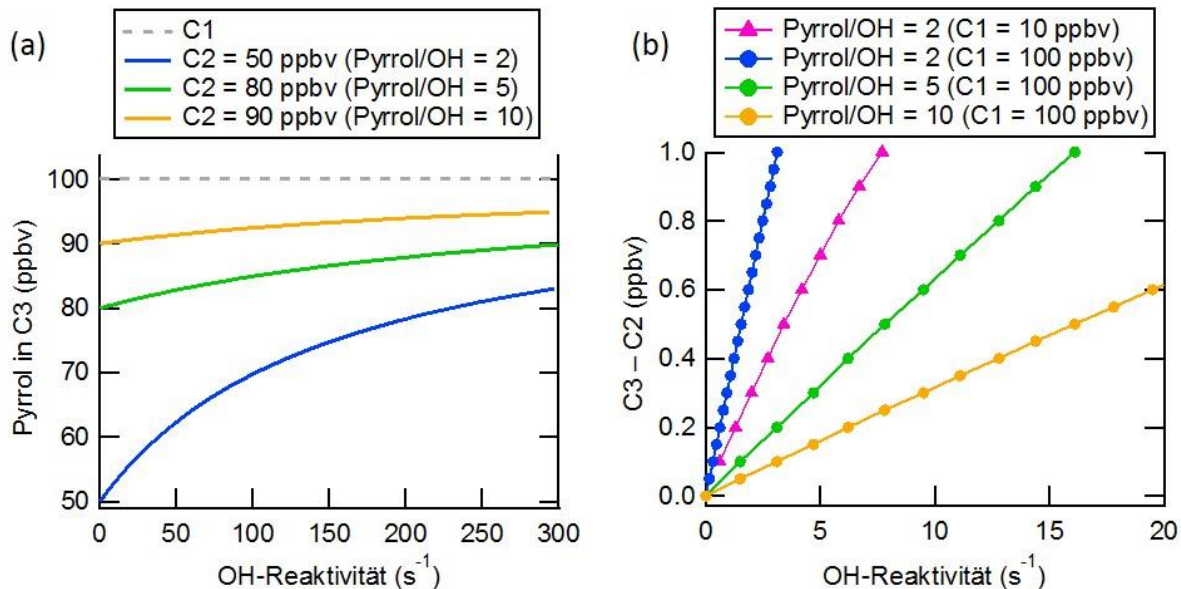 (a)
C1
C2 = 50 ppbv (Pyrrol/OH = 2)
C2 = 80 ppbv (Pyrrol/OH = 5)
C2 = 90 ppbv (Pyrrol/OH = 10)
Pyrrol in C3 (ppbv)
100
90
80
70
60
50
0
50
100
150
200
250
300
OH-Reaktivität (s⁻¹)
(b)
Pyrrol/OH = 2 (C1 = 10 ppbv)
Pyrrol/OH = 2 (C1 = 100 ppbv)
Pyrrol/OH = 5 (C1 = 100 ppbv)
Pyrrol/OH = 10 (C1 = 100 ppbv)
C3 – C2 (ppbv)
1.0
0.8
0.6
0.4
0.2
0.0
0
5
10
15
20
OH-Reaktivität (s⁻¹)